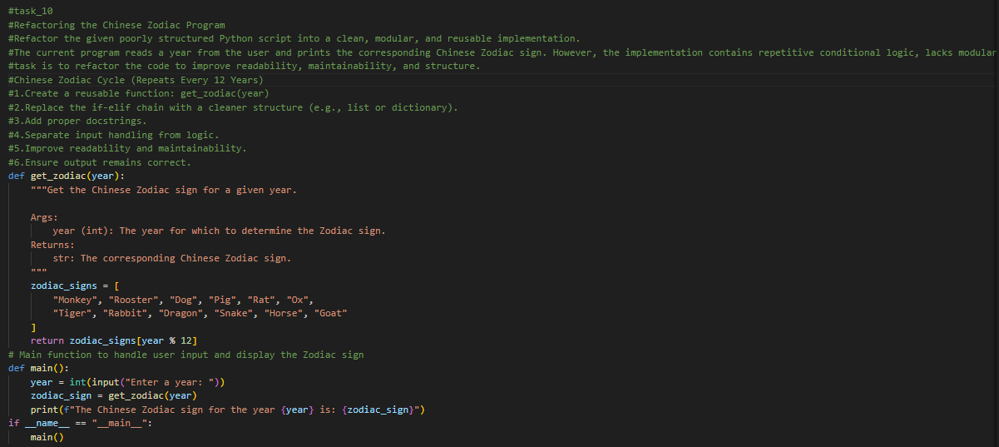 #task_10
#Refactoring the Chinese Zodiac Program
#Refactor the given poorly structured Python script into a clean, modular, and reusable implementation.
#The current program reads a year from the user and prints the corresponding Chinese Zodiac sign. However, the implementation contains repetitive conditional logic, lacks modular
#task is to refactor the code to improve readability, maintainability, and structure.
#Chinese Zodiac Cycle (Repeats Every 12 Years)
#1.Create a reusable function: get_zodiac(year)
#2.Replace the if-elif chain with a cleaner structure (e.g., list or dictionary).
#3.Add proper docstrings.
#4.Separate input handling from logic.
#5.Improve readability and maintainability.
#6.Ensure output remains correct.
def get_zodiac(year):
    """Get the Chinese Zodiac sign for a given year.
    Args:
        year (int): The year for which to determine the Zodiac sign.
    Returns:
        str: The corresponding Chinese Zodiac sign.
    """
    zodiac_signs = [
        "Monkey", "Rooster", "Dog", "Pig", "Rat", "Ox",
        "Tiger", "Rabbit", "Dragon", "Snake", "Horse", "Goat"
    ]
    return zodiac_signs[year % 12]
# Main function to handle user input and display the Zodiac sign
def main():
    year = int(input("Enter a year: "))
    zodiac_sign = get_zodiac(year)
    print(f"The Chinese Zodiac sign for the year {year} is: {zodiac_sign}")
if __name__ == "__main__":
    main()